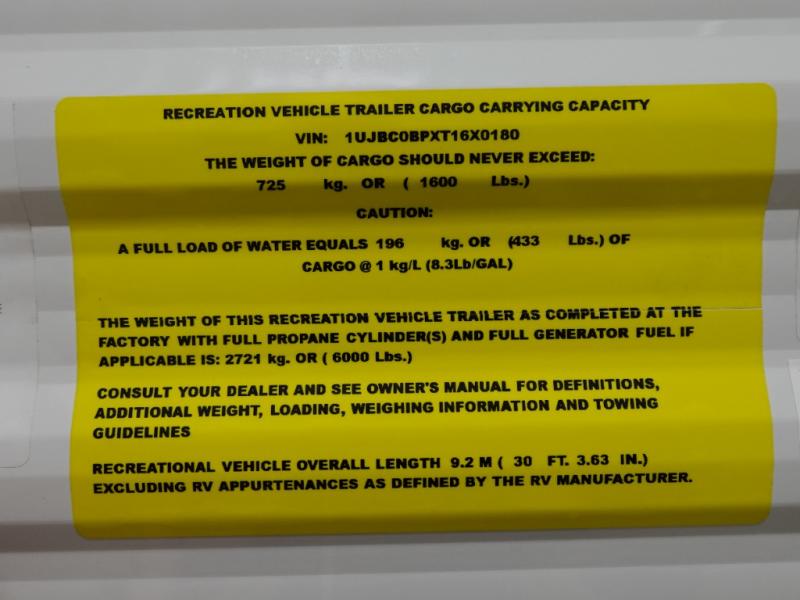 RECREATION VEHICLE TRAILER CARGO CARRYING CAPACITY
VIN: 1UJBC0BPXT16X0180
THE WEIGHT OF CARGO SHOULD NEVER EXCEED:
725 kg. OR ( 1600 Lbs.)
CAUTION:
A FULL LOAD OF WATER EQUALS 196 kg. OR (433 Lbs.) OF
CARGO @ 1 kg/L (8.3Lb/GAL)
THE WEIGHT OF THIS RECREATION VEHICLE TRAILER AS COMPLETED AT THE
FACTORY WITH FULL PROPANE CYLINDER(S) AND FULL GENERATOR FUEL IF
APPLICABLE IS: 2721 kg. OR ( 6000 Lbs.)
CONSULT YOUR DEALER AND SEE OWNER'S MANUAL FOR DEFINITIONS,
ADDITIONAL WEIGHT, LOADING, WEIGHING INFORMATION AND TOWING
GUIDELINES
RECREATIONAL VEHICLE OVERALL LENGTH 9.2 M ( 30 FT. 3.63 IN.)
EXCLUDING RV APPURTENANCES AS DEFINED BY THE RV MANUFACTURER.